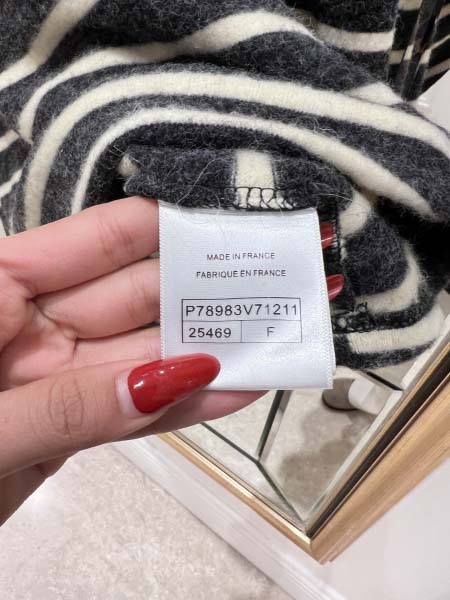 MADE IN FRANCE
FABRIQUE EN FRANCE
P78983V71211
25469 F